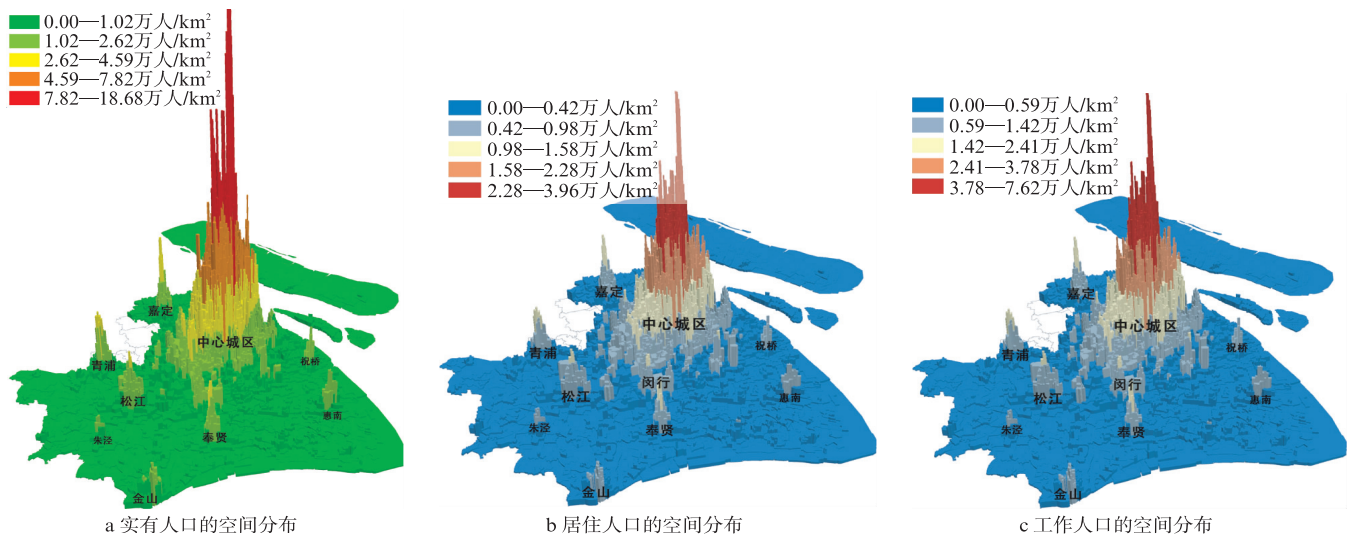 0.00—1.02万人/km²
1.02—2.62万人/km²
2.62—4.59万人/km²
4.59—7.82万人/km²
7.82—18.68万人/km²
嘉定
中心城区
青浦
祝桥
松江
惠南
朱泾
奉贤
金山
a 实有人口的空间分布
0.00—0.42万人/km²
0.42—0.98万人/km²
0.98—1.58万人/km²
1.58—2.28万人/km²
2.28—3.96万人/km²
嘉定
中心城区
青浦
祝桥
闵行
松江
惠南
朱泾
奉贤
金山
b 居住人口的空间分布
0.00—0.59万人/km²
0.59—1.42万人/km²
1.42—2.41万人/km²
2.41—3.78万人/km²
3.78—7.62万人/km²
嘉定
中心城区
青浦
祝桥
闵行
松江
惠南
朱泾
奉贤
金山
c 工作人口的空间分布